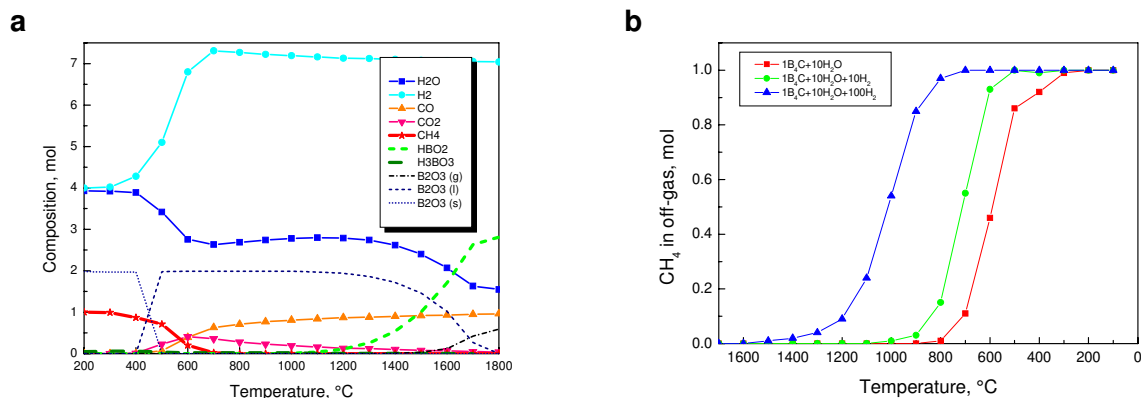 a
Composition, mol
7
6
5
4
3
2
1
0
200
400
600
800
1000
1200
1400
1600
1800
Temperature, °C
H2O
H2
CO
CO2
CH4
HBO2
H3BO3
B2O3 (g)
B2O3 (l)
B2O3 (s)
b
CH₄ in off-gas, mol
1.0
0.8
0.6
0.4
0.2
0.0
1600
1400
1200
1000
800
600
400
200
0
Temperature, °C
1B₄C+10H₂O
1B₄C+10H₂O+10H₂
1B₄C+10H₂O+100H₂